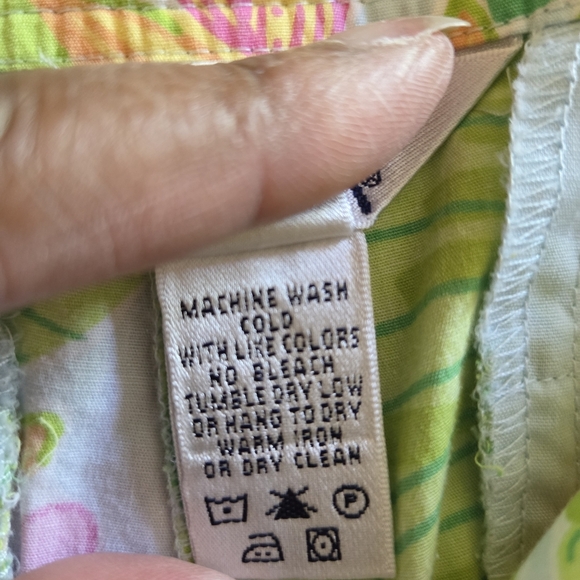 MACHINE WASH
COLD
WITH LIKE COLORS
NO BLEACH
TUMBLE DRY LOW
OR HANG TO DRY
WARM IRON
OR DRY CLEAN
P